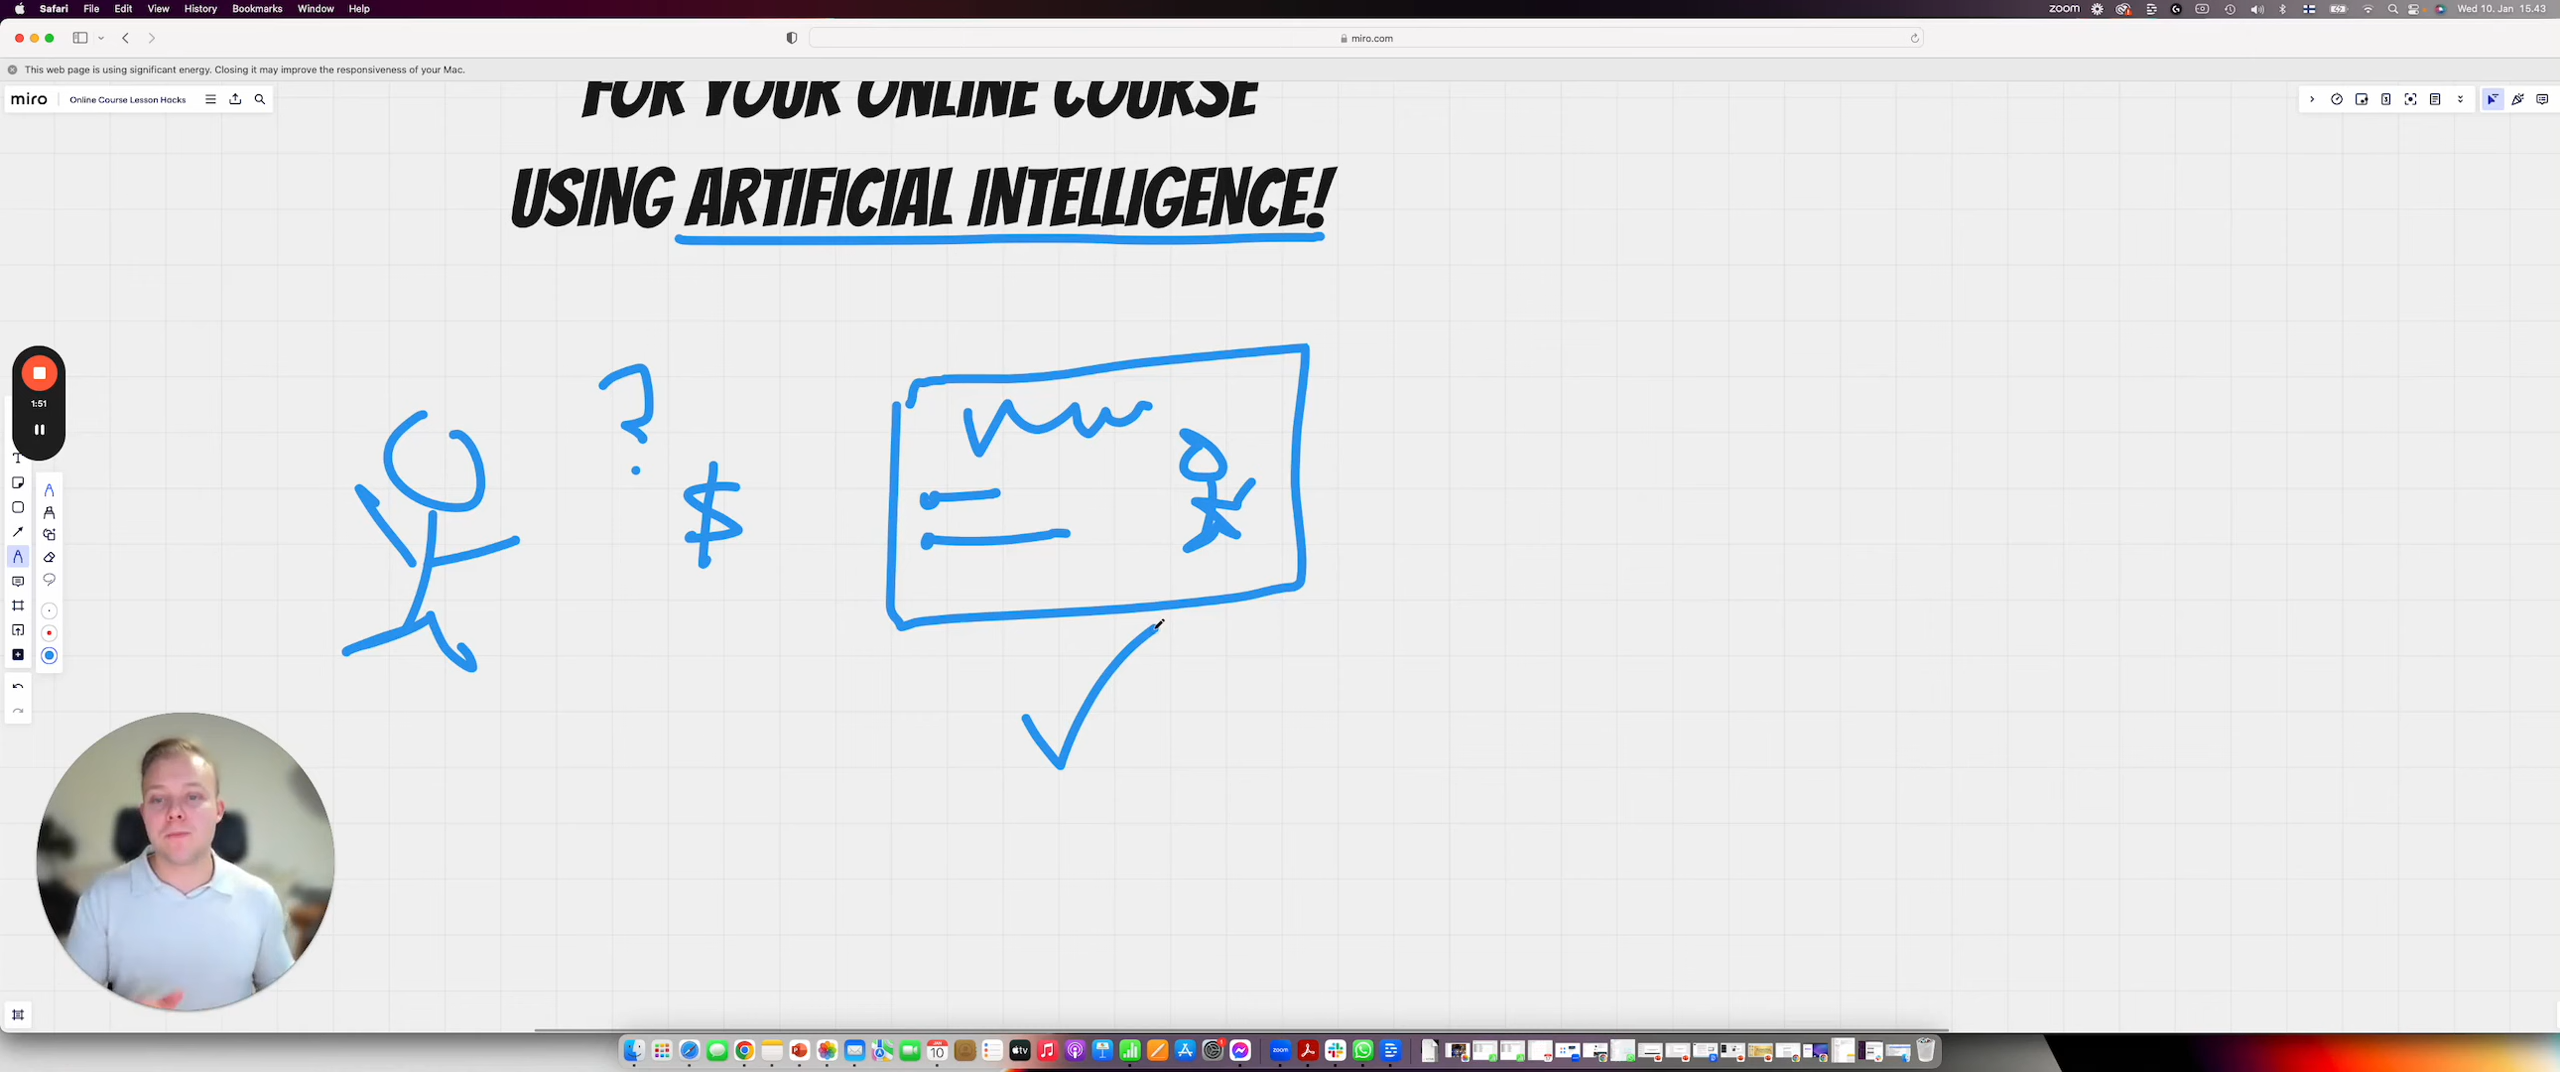 Safari File Edit View History Bookmarks Window Help
zoom Wed 10. Jan 15.43
miro.com
This web page is using significant energy. Closing it may improve the responsiveness of your Mac.
miro Online Course Lesson Hacks
FOR YOUR ONLINE COURSE
USING ARTIFICIAL INTELLIGENCE!
1:51
?
$
T
10